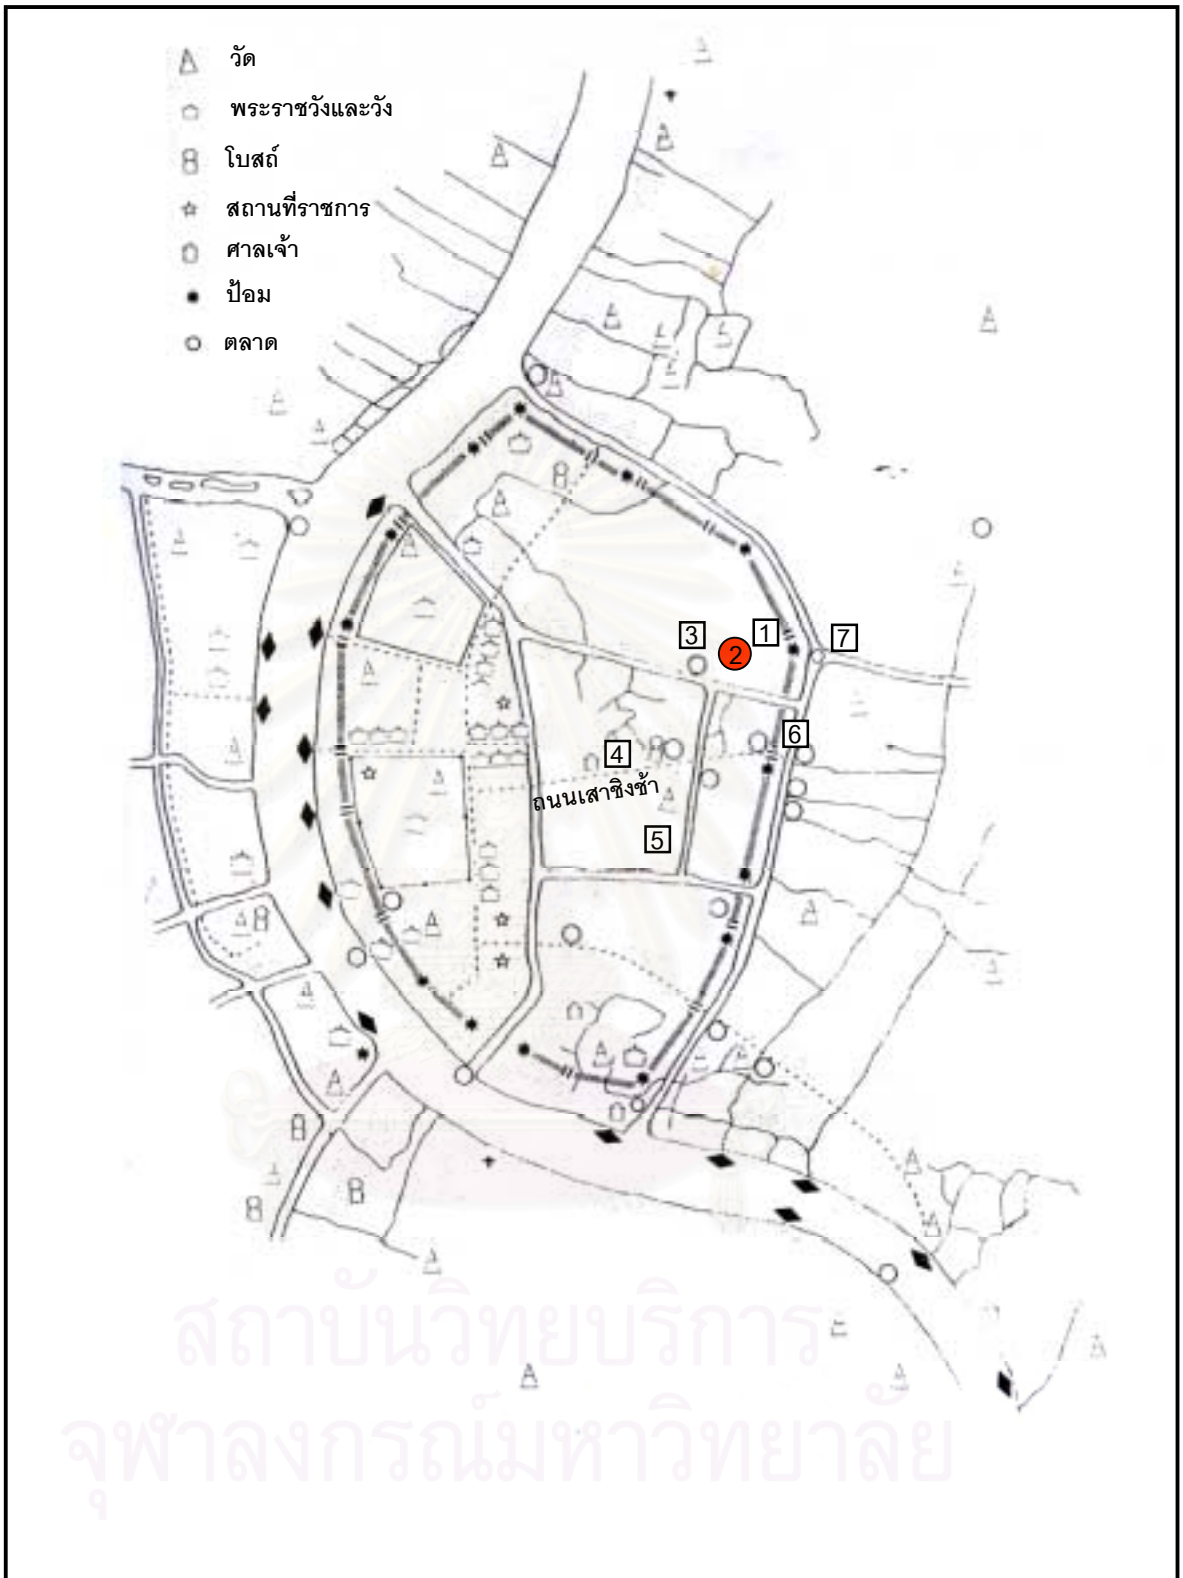 วัด
พระราชวังและวัง
โบสถ์
สถานที่ราชการ
ศาลเจ้า
ป้อม
ตลาด
1
3
2
7
6
4
ถนนเสาชิงช้า
5
สถาบันวิทยบริการ
จุฬาลงกรณ์มหาวิทยาลัย